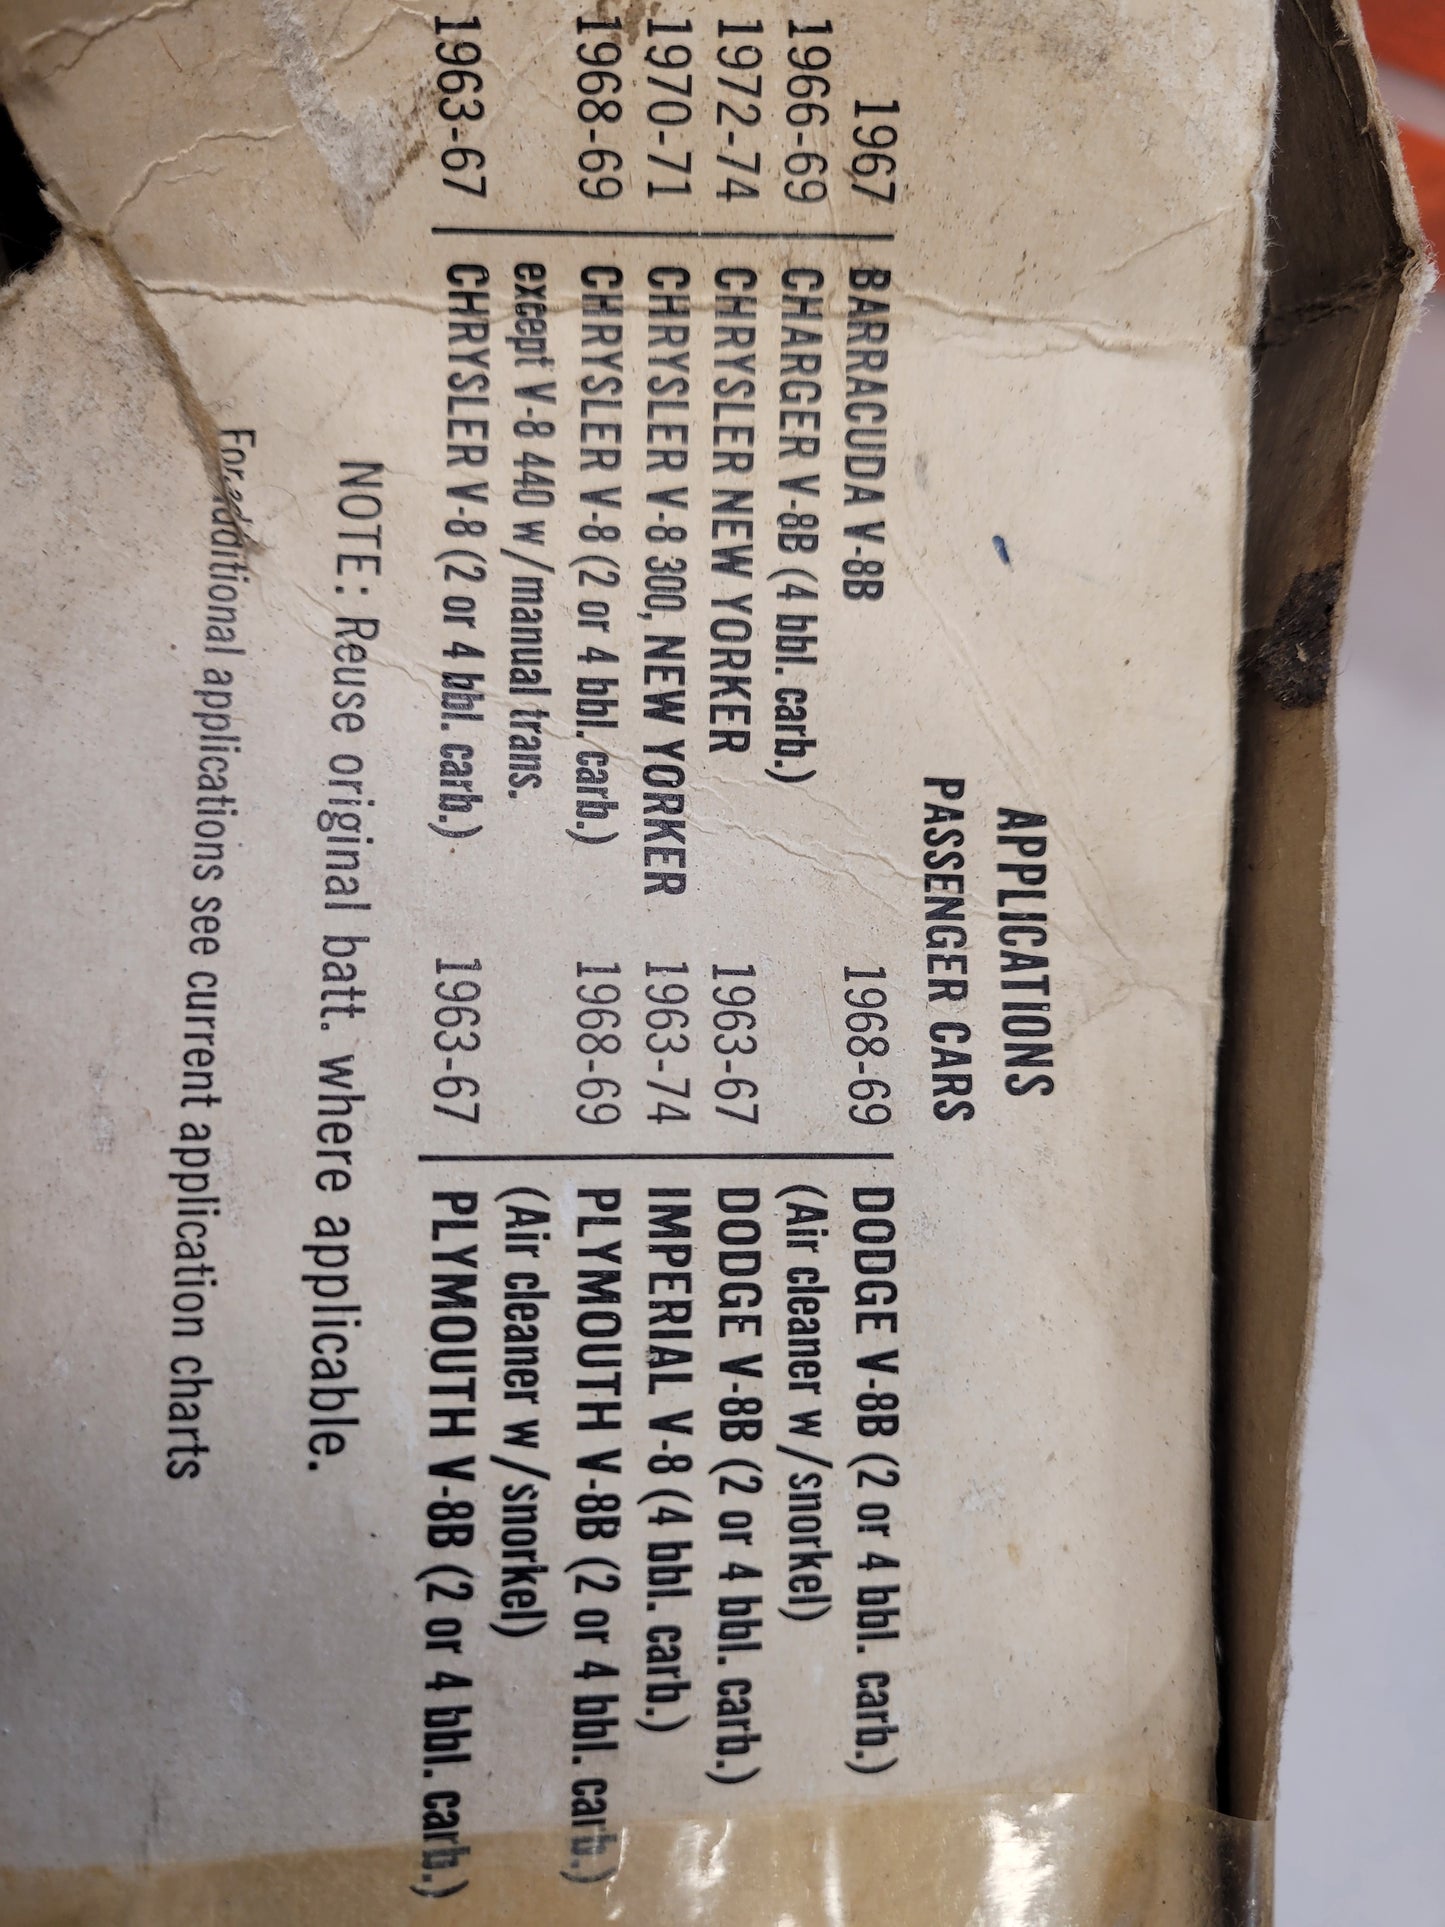 APPLICATIONS
PASSENGER CARS
1967 BARRACUDA V-8B
1966-69 CHARGER V-8B (4 bbl. carb.)
1972-74 CHRYSLER NEW YORKER
1970-71 CHRYSLER V-8 300, NEW YORKER
1968-69 CHRYSLER V-8 (2 or 4 bbl. carb.)
except V-8 440 w/manual trans.
1963-67 CHRYSLER V-8 (2 or 4 bbl. carb.)
1968-69 DODGE V-8B (2 or 4 bbl. carb.)
(Air cleaner w/snorkel)
1963-67 DODGE V-8B (2 or 4 bbl. carb.)
1963-74 IMPERIAL V-8 (4 bbl. carb.)
1968-69 PLYMOUTH V-8B (2 or 4 bbl. carb.)
(Air cleaner w/snorkel)
1963-67 PLYMOUTH V-8B (2 or 4 bbl. carb.)
NOTE: Reuse original batt. where applicable.
For additional applications see current application charts